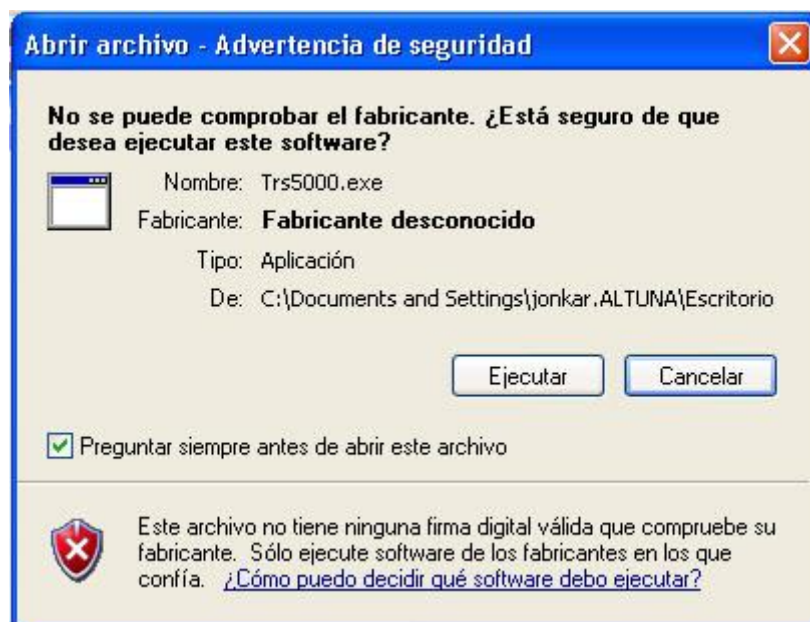 Abrir archivo - Advertencia de seguridad
No se puede comprobar el fabricante. ¿Está seguro de que
desea ejecutar este software?
Nombre: Trs5000.exe
Fabricante: Fabricante desconocido
Tipo: Aplicación
De: C:\Documents and Settings\jonkar.ALTUNA\Escritorio
Ejecutar Cancelar
Preguntar siempre antes de abrir este archivo
Este archivo no tiene ninguna firma digital válida que compruebe su
fabricante. Sólo ejecute software de los fabricantes en los que
confía. ¿Cómo puedo decidir qué software debo ejecutar?